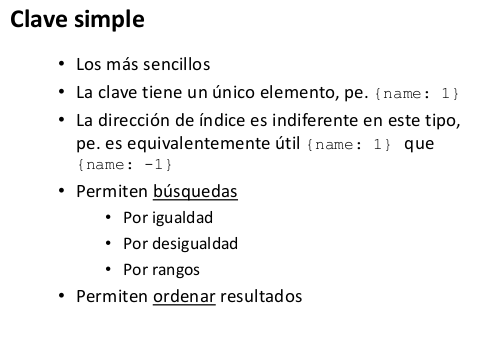 Clave simple
• Los más sencillos
• La clave tiene un único elemento, pe. {name: 1}
• La dirección de índice es indiferente en este tipo,
pe. es equivalentemente útil {name: 1} que
{name: -1}
• Permiten búsquedas
• Por igualdad
• Por desigualdad
• Por rangos
• Permiten ordenar resultados